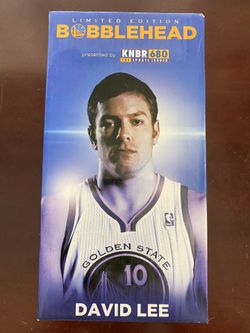 LIMITED EDITION
BOBBLEHEAD
presented by KNBR 680
THE SPORTS LEADER
GOLDEN STATE
10
DAVID LEE